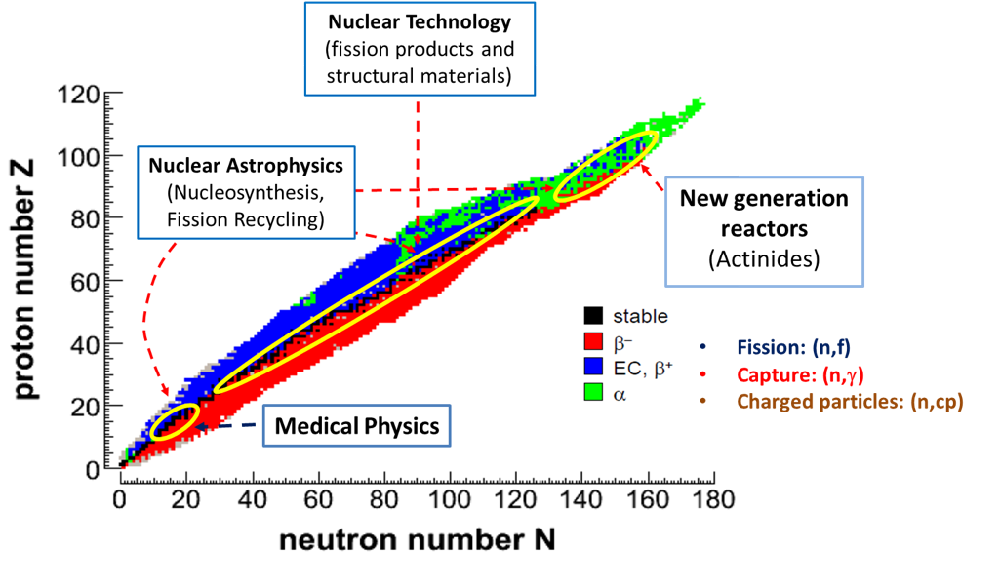 Nuclear Technology
(fission products and
structural materials)
Nuclear Astrophysics
(Nucleosynthesis,
Fission Recycling)
New generation
reactors
(Actinides)
Medical Physics
stable
β⁻
EC, β⁺
α
• Fission: (n,f)
• Capture: (n,γ)
• Charged particles: (n,cp)
proton number Z
120
100
80
60
40
20
0
0 20 40 60 80 100 120 140 160 180
neutron number N